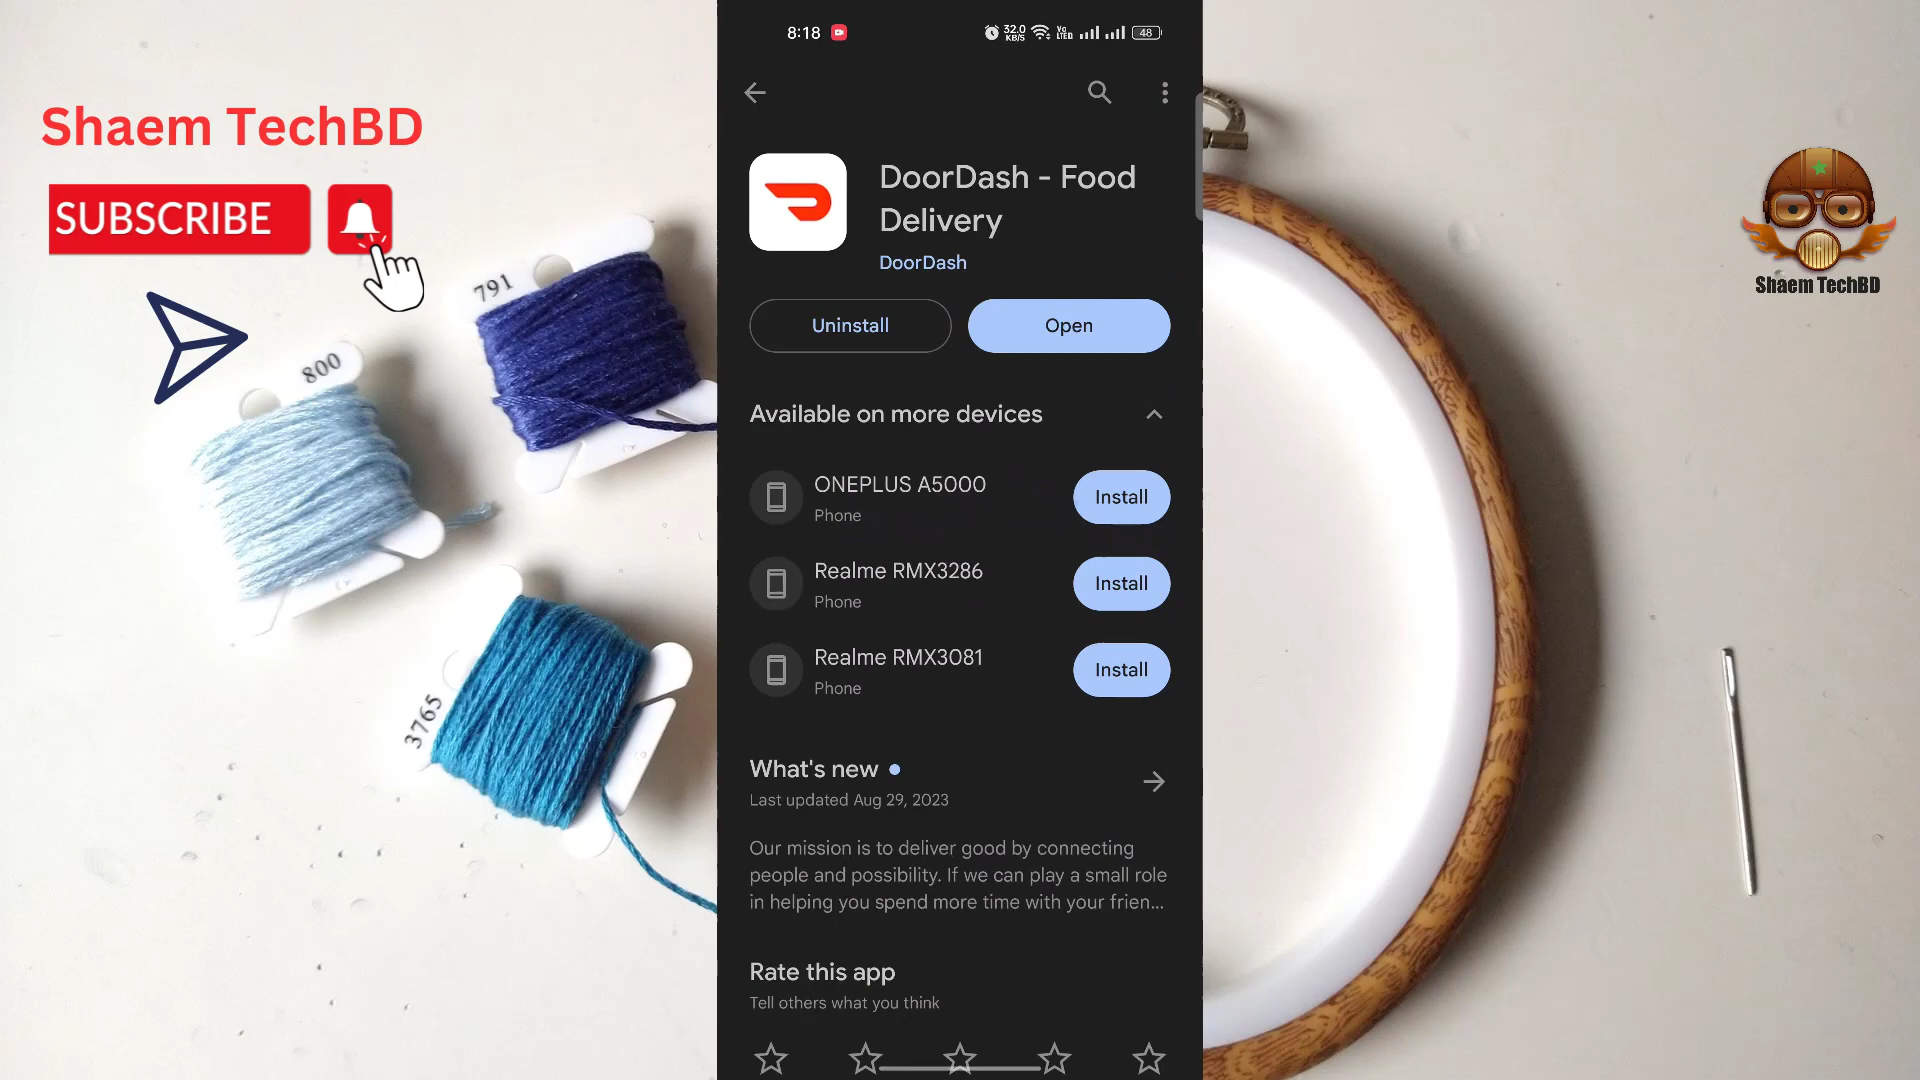 Shaem TechBD
SUBSCRIBE
791
800
3765
8:18
32.0
KB/S
Vo
LTED
48
DoorDash - Food
Delivery
DoorDash
Uninstall
Open
Available on more devices
ONEPLUS A5000
Phone
Install
Realme RMX3286
Phone
Install
Realme RMX3081
Phone
Install
What's new
Last updated Aug 29, 2023
Our mission is to deliver good by connecting
people and possibility. If we can play a small role
in helping you spend more time with your frien...
Rate this app
Tell others what you think
Shaem TechBD